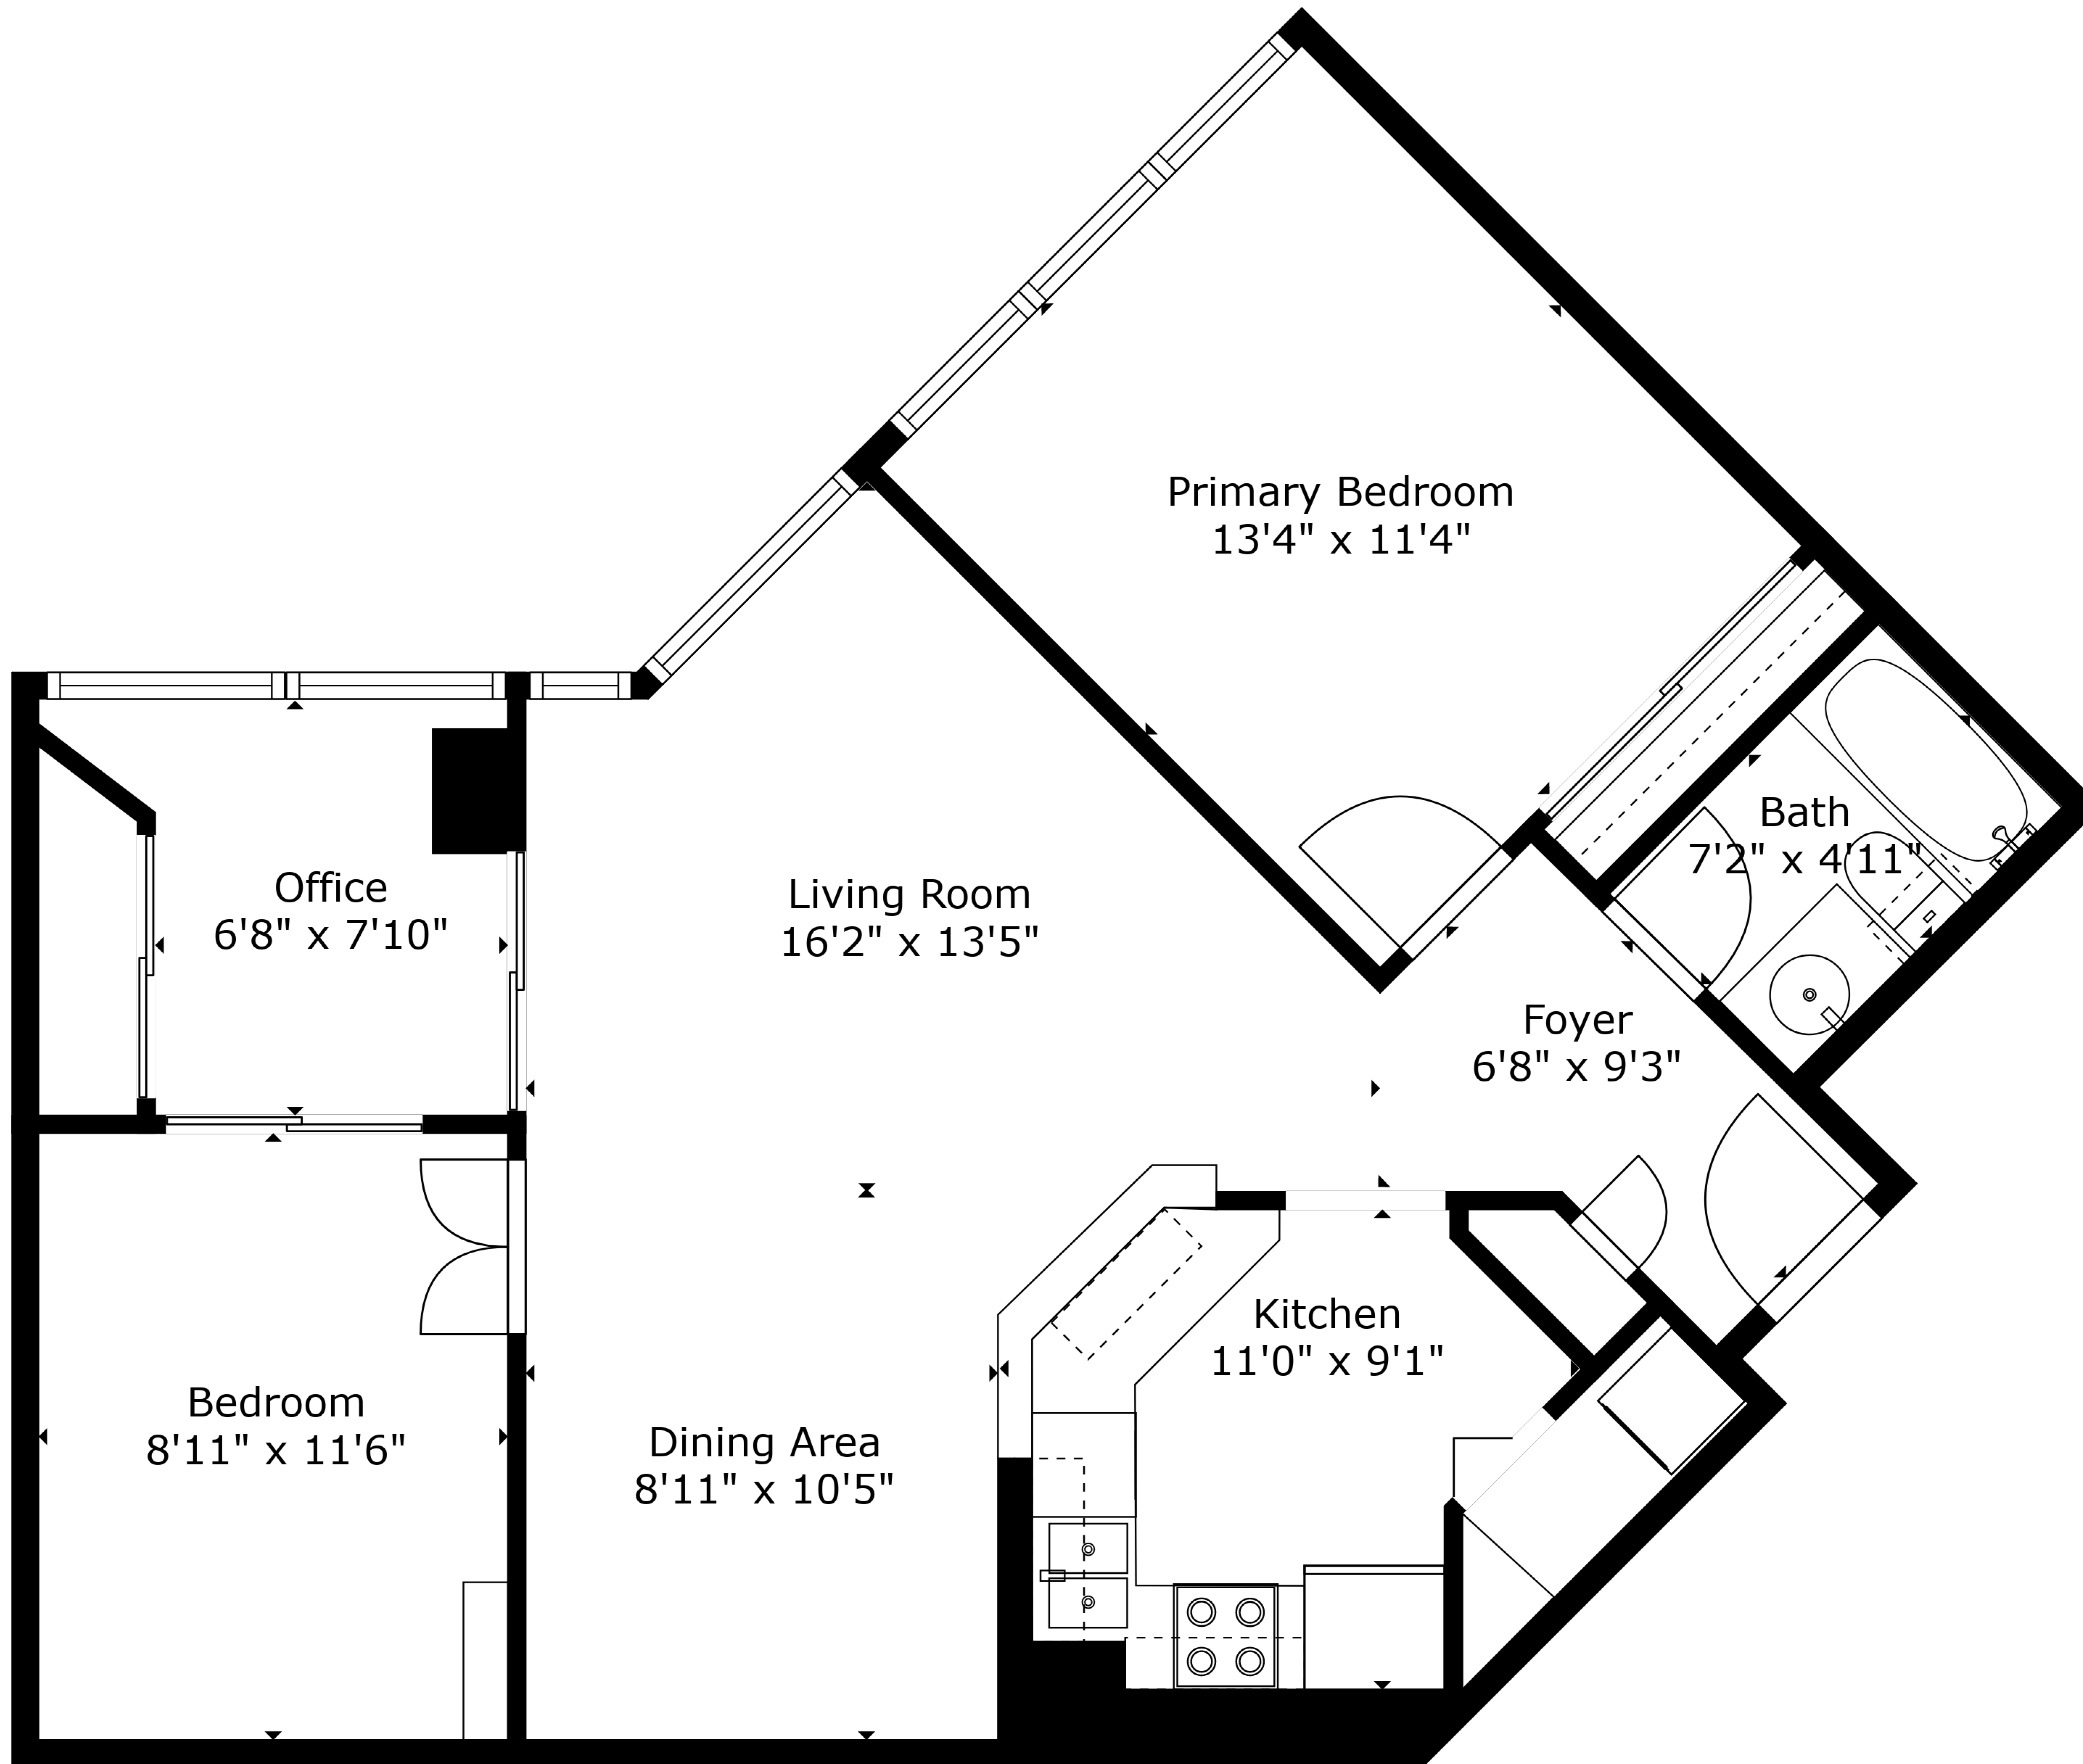 Primary Bedroom
13'4" x 11'4"
Bath
7'2" x 4'11"
Office
6'8" x 7'10"
Living Room
16'2" x 13'5"
Foyer
6'8" x 9'3"
Kitchen
11'0" x 9'1"
Bedroom
8'11" x 11'6"
Dining Area
8'11" x 10'5"